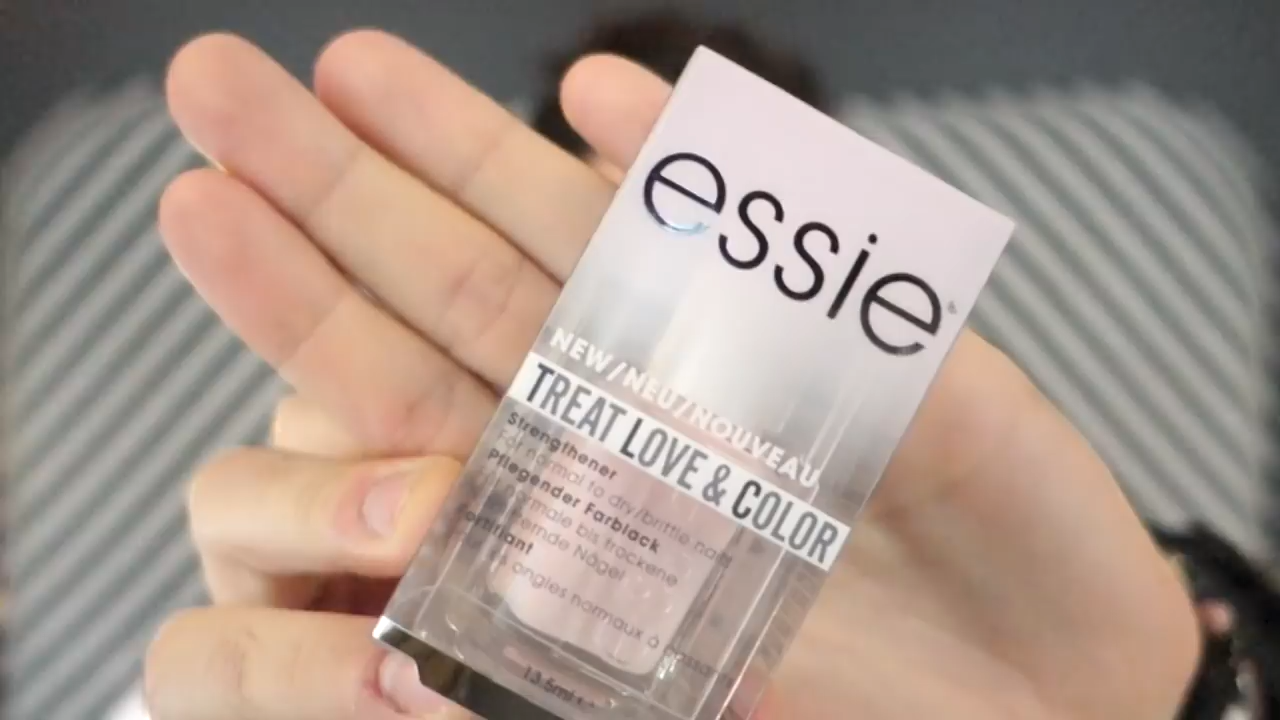 essie
NEW/NEU/NOUVEAU
TREAT LOVE & COLOR
Strengthener
For normal to dry/brittle nails
Pflegender Farblack
normale bis trockene
Nägel
ongles normaux à
13.5ml e